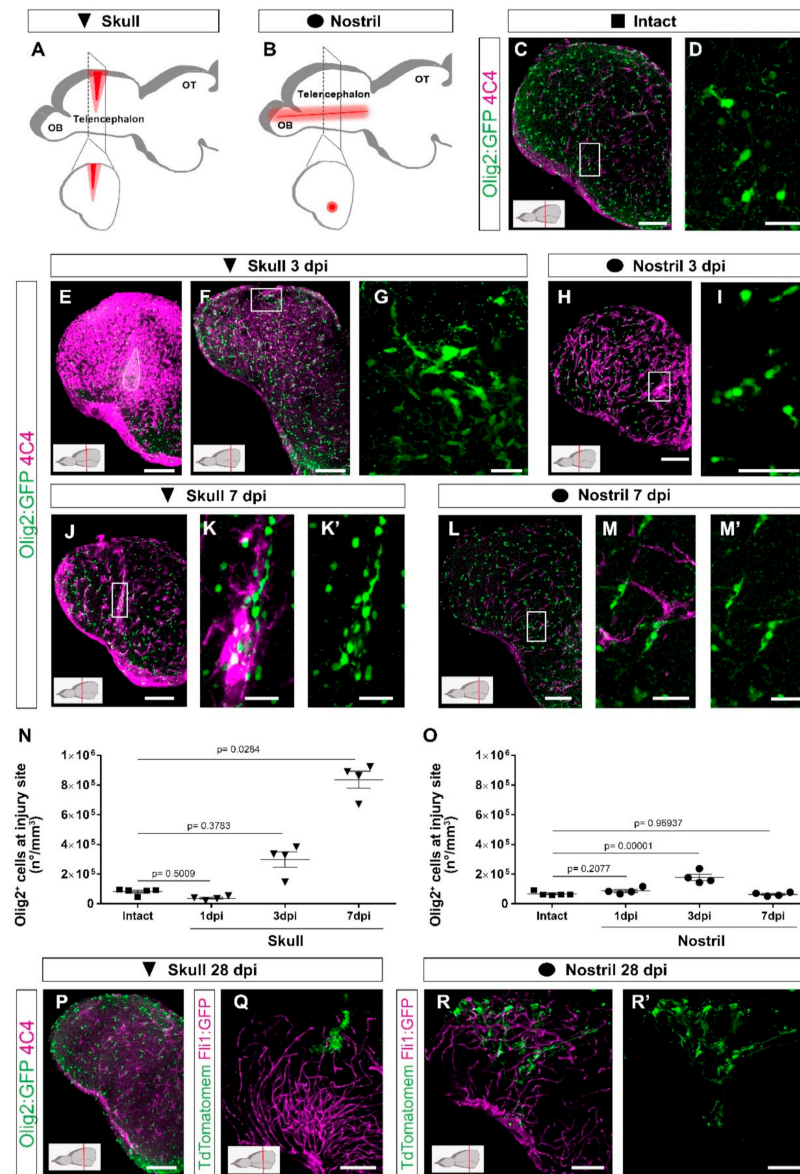 ▼ Skull
● Nostril
■ Intact
A
OT
Telencephalon
OB
B
OT
Telencephalon
OB
Olig2:GFP 4C4
C
D
▼ Skull 3 dpi
● Nostril 3 dpi
Olig2:GFP 4C4
E
F
G
H
I
▼ Skull 7 dpi
● Nostril 7 dpi
J
K
K'
L
M
M'
N
Olig2⁺ cells at injury site
(n°/mm³)
1×10⁶
8×10⁵
6×10⁵
4×10⁵
2×10⁵
0
p= 0.0284
p= 0.3783
p= 0.5009
Intact
1dpi
3dpi
7dpi
Skull
O
Olig2⁺ cells at injury site
(n°/mm³)
1×10⁶
8×10⁵
6×10⁵
4×10⁵
2×10⁵
0
p= 0.96937
p= 0.00001
p= 0.2077
Intact
1dpi
3dpi
7dpi
Nostril
▼ Skull 28 dpi
● Nostril 28 dpi
Olig2:GFP 4C4
P
TdTomatomem Fli1:GFP
Q
TdTomatomem Fli1:GFP
R
R'